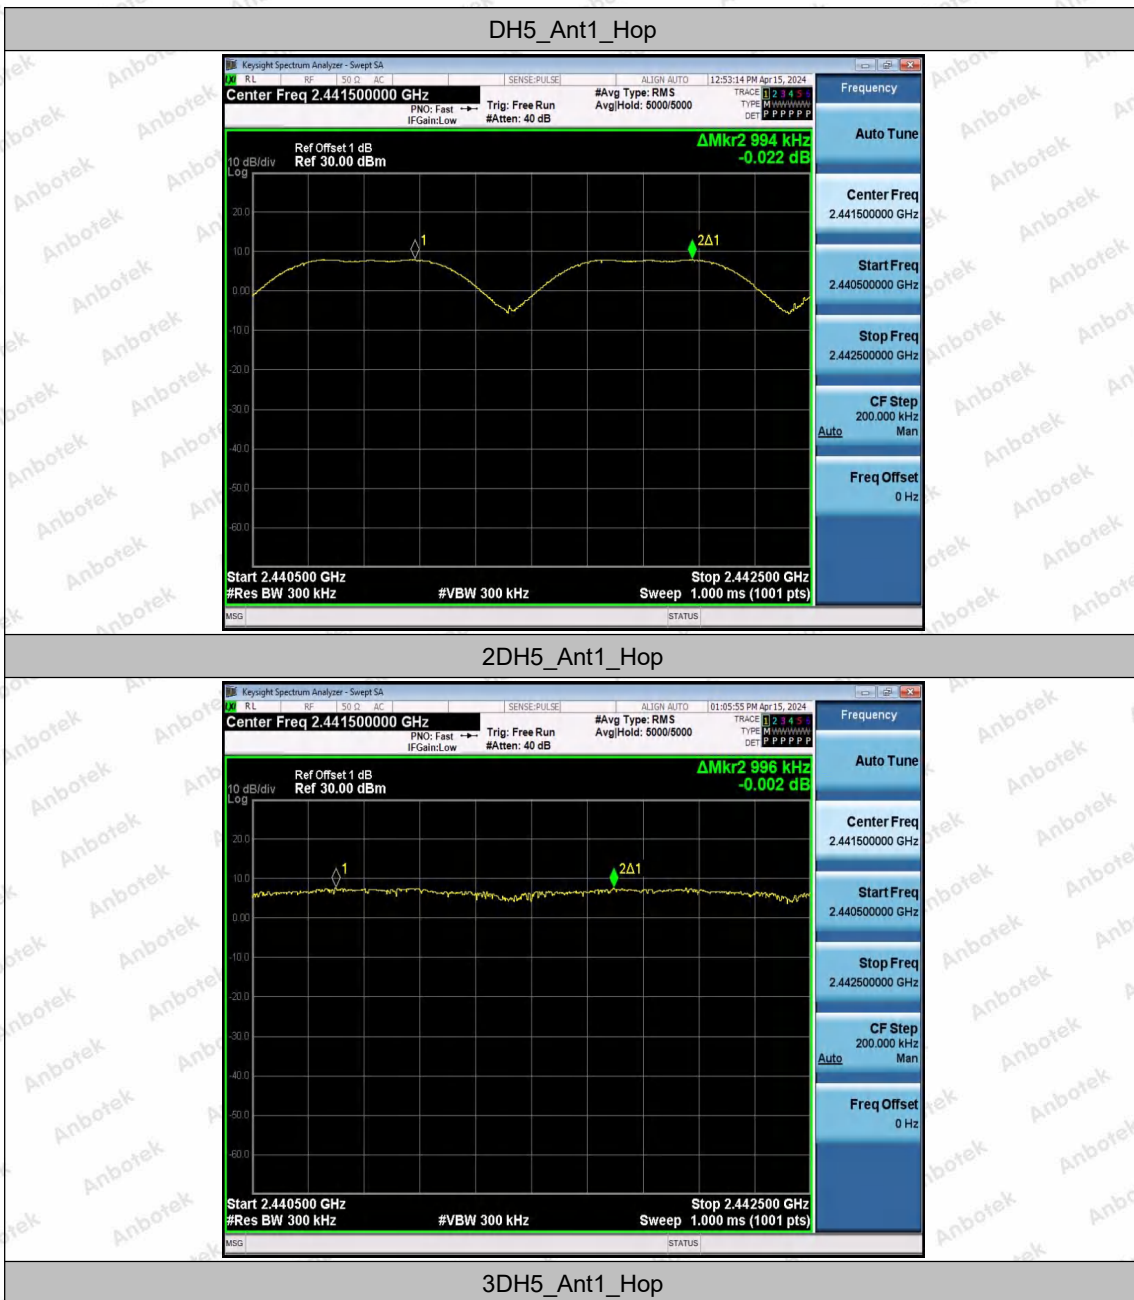 DH5_Ant1_Hop
Keysight Spectrum Analyzer - Swept SA
LXI RL RF 50 Ω AC SENSE:PULSE ALIGN AUTO 12:53:14 PM Apr 15, 2024
Center Freq 2.441500000 GHz
PNO: Fast
IFGain:Low
Trig: Free Run
#Atten: 40 dB
#Avg Type: RMS
Avg|Hold: 5000/5000
TRACE 1 2 3 4 5 6
TYPE M WWWWW
DET P P P P P P
ΔMkr2 994 kHz
-0.022 dB
Ref Offset 1 dB
10 dB/div Ref 30.00 dBm
Log
20.0
10.0
0.00
-10.0
-20.0
-30.0
-40.0
-50.0
-60.0
1
2Δ1
Start 2.440500 GHz
Stop 2.442500 GHz
#Res BW 300 kHz
#VBW 300 kHz
Sweep 1.000 ms (1001 pts)
MSG
STATUS
Frequency
Auto Tune
Center Freq
2.441500000 GHz
Start Freq
2.440500000 GHz
Stop Freq
2.442500000 GHz
CF Step
200.000 kHz
Auto Man
Freq Offset
0 Hz
2DH5_Ant1_Hop
Keysight Spectrum Analyzer - Swept SA
LXI RL RF 50 Ω AC SENSE:PULSE ALIGN AUTO 01:05:55 PM Apr 15, 2024
Center Freq 2.441500000 GHz
PNO: Fast
IFGain:Low
Trig: Free Run
#Atten: 40 dB
#Avg Type: RMS
Avg|Hold: 5000/5000
TRACE 1 2 3 4 5 6
TYPE M WWWWW
DET P P P P P P
ΔMkr2 996 kHz
-0.002 dB
Ref Offset 1 dB
10 dB/div Ref 30.00 dBm
Log
20.0
10.0
0.00
-10.0
-20.0
-30.0
-40.0
-50.0
-60.0
1
2Δ1
Start 2.440500 GHz
Stop 2.442500 GHz
#Res BW 300 kHz
#VBW 300 kHz
Sweep 1.000 ms (1001 pts)
MSG
STATUS
Frequency
Auto Tune
Center Freq
2.441500000 GHz
Start Freq
2.440500000 GHz
Stop Freq
2.442500000 GHz
CF Step
200.000 kHz
Auto Man
Freq Offset
0 Hz
3DH5_Ant1_Hop
Anbotek